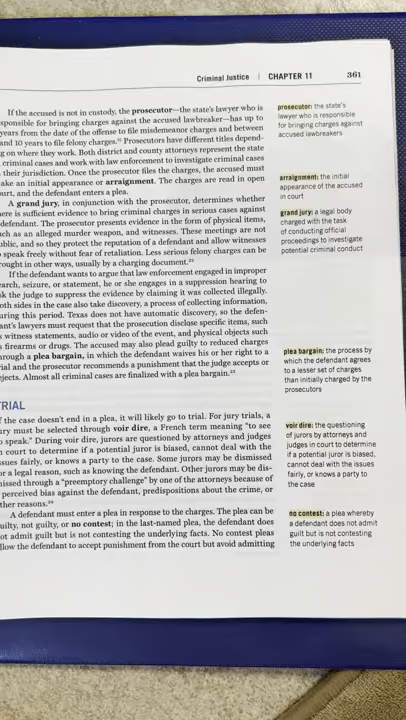 Criminal Justice | CHAPTER 11 361
If the accused is not in custody, the prosecutor—the state's lawyer who is
sponsible for bringing charges against the accused lawbreaker—has up to
years from the date of the offense to file misdemeanor charges and between
and 10 years to file felony charges. Prosecutors have different titles depend-
g on where they work. Both district and county attorneys represent the state
criminal cases and work with law enforcement to investigate criminal cases
their jurisdiction. Once the prosecutor files the charges, the accused must
ake an initial appearance or arraignment. The charges are read in open
ourt, and the defendant enters a plea.
A grand jury, in conjunction with the prosecutor, determines whether
here is sufficient evidence to bring criminal charges in serious cases against
defendant. The prosecutor presents evidence in the form of physical items,
uch as an alleged murder weapon, and witnesses. These meetings are not
ublic, and so they protect the reputation of a defendant and allow witnesses
speak freely without fear of retaliation. Less serious felony charges can be
rought in other ways, usually by a charging document.²²
If the defendant wants to argue that law enforcement engaged in improper
earch, seizure, or statement, he or she engages in a suppression hearing to
sk the judge to suppress the evidence by claiming it was collected illegally.
oth sides in the case also take discovery, a process of collecting information,
uring this period. Texas does not have automatic discovery, so the defen-
ant's lawyers must request that the prosecution disclose specific items, such
s witness statements, audio or video of the event, and physical objects such
s firearms or drugs. The accused may also plead guilty to reduced charges
hrough a plea bargain, in which the defendant waives his or her right to a
rial and the prosecutor recommends a punishment that the judge accepts or
ejects. Almost all criminal cases are finalized with a plea bargain.²³
TRIAL
f the case doesn't end in a plea, it will likely go to trial. For jury trials, a
ury must be selected through voir dire, a French term meaning "to see
o speak." During voir dire, jurors are questioned by attorneys and judges
n court to determine if a potential juror is biased, cannot deal with the
ssues fairly, or knows a party to the case. Some jurors may be dismissed
or a legal reason, such as knowing the defendant. Other jurors may be dis-
missed through a "preemptory challenge" by one of the attorneys because of
perceived bias against the defendant, predispositions about the crime, or
ther reasons.²⁴
A defendant must enter a plea in response to the charges. The plea can be
uilty, not guilty, or no contest; in the last-named plea, the defendant does
ot admit guilt but is not contesting the underlying facts. No contest pleas
llow the defendant to accept punishment from the court but avoid admitting
prosecutor: the state's
lawyer who is responsible
for bringing charges against
accused lawbreakers
arraignment: the initial
appearance of the accused
in court
grand jury: a legal body
charged with the task
of conducting official
proceedings to investigate
potential criminal conduct
plea bargain: the process by
which the defendant agrees
to a lesser set of charges
than initially charged by the
prosecutors
voir dire: the questioning
of jurors by attorneys and
judges in court to determine
if a potential juror is biased,
cannot deal with the issues
fairly, or knows a party to
the case
no contest: a plea whereby
a defendant does not admit
guilt but is not contesting
the underlying facts